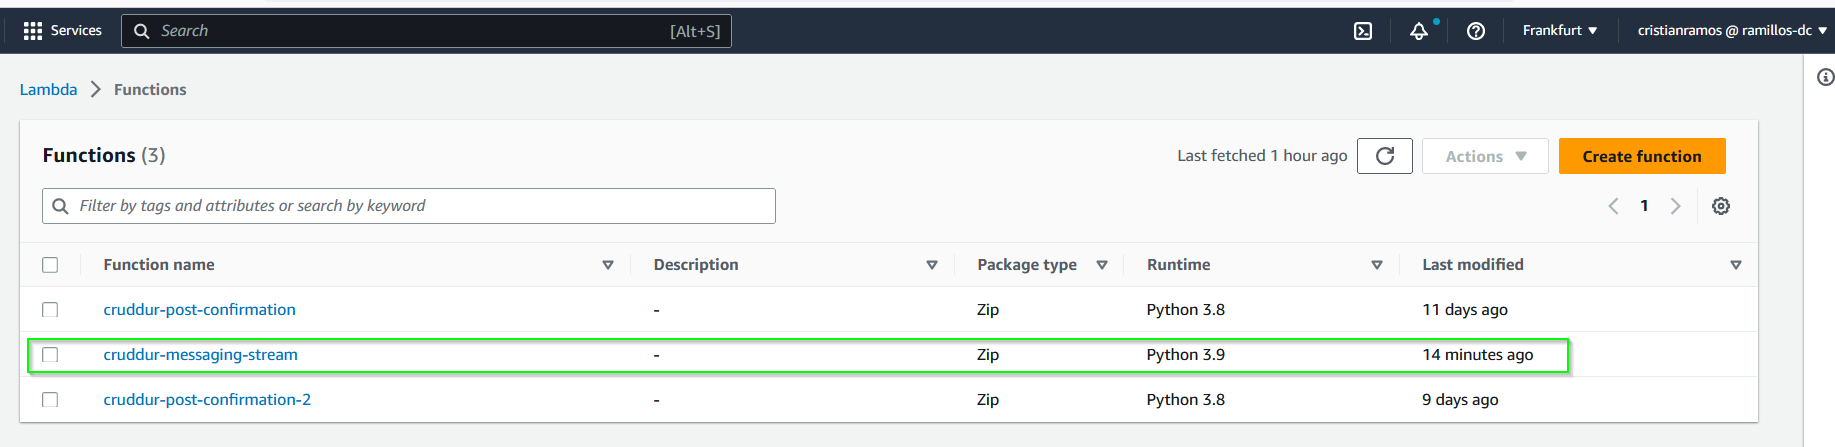 Services Search [Alt+S] Frankfurt cristianramos @ ramillos-dc
Lambda Functions
Functions (3) Last fetched 1 hour ago Actions Create function
Filter by tags and attributes or search by keyword 1
Function name Description Package type Runtime Last modified
cruddur-post-confirmation - Zip Python 3.8 11 days ago
cruddur-messaging-stream - Zip Python 3.9 14 minutes ago
cruddur-post-confirmation-2 - Zip Python 3.8 9 days ago